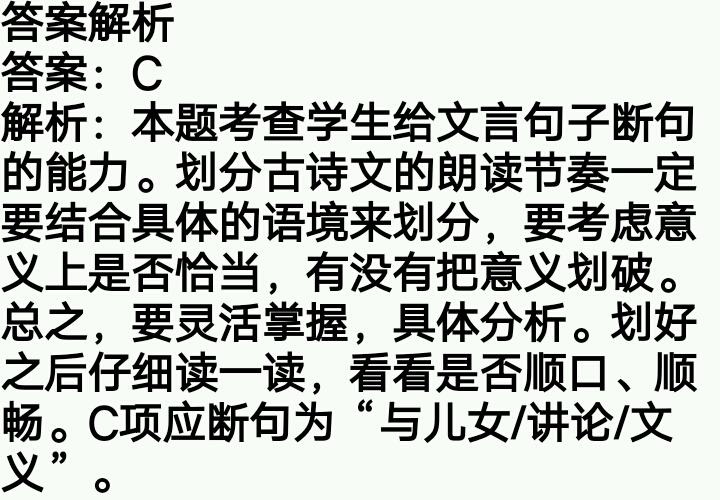 答案解析
答案：C
解析：本题考查学生给文言句子断句
的能力。划分古诗文的朗读节奏一定
要结合具体的语境来划分，要考虑意
义上是否恰当，有没有把意义划破。
总之，要灵活掌握，具体分析。划好
之后仔细读一读，看看是否顺口、顺
畅。C项应断句为“与儿女/讲论/文
义”。